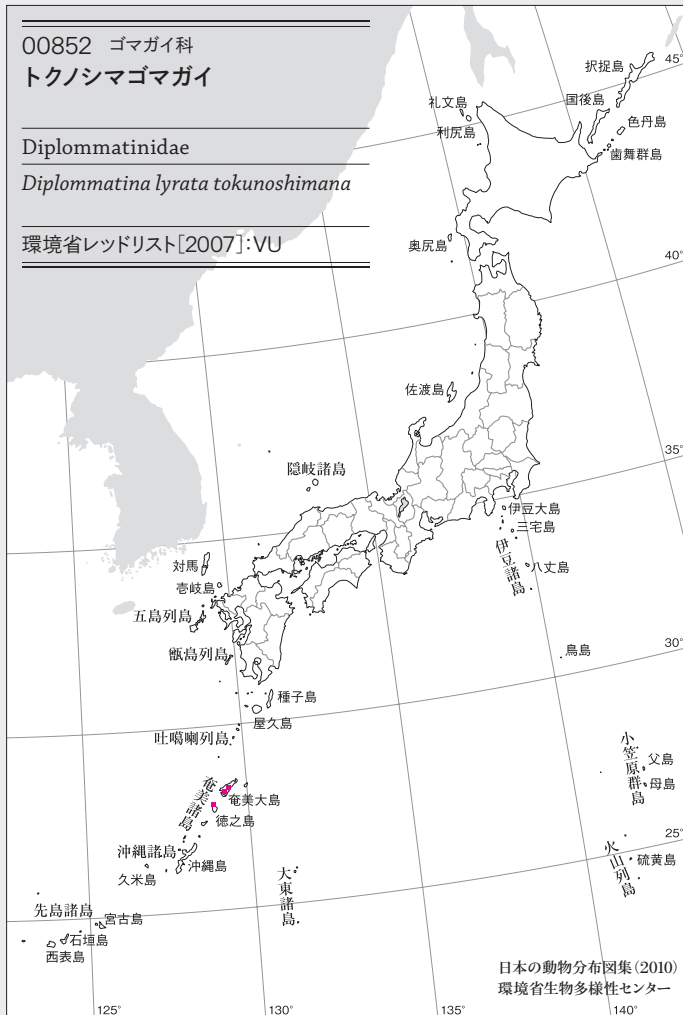 00852 ゴマガイ科
トクノシマゴマガイ
Diplommatinidae
Diplommatina lyrata tokunoshimana
環境省レッドリスト[2007]:VU
択捉島
45°
礼文島
国後島
利尻島
色丹島
歯舞群島
奥尻島
40°
佐渡島
35°
隠岐諸島
伊豆大島
三宅島
伊豆諸島
八丈島
対馬
壱岐島
五島列島
甑島列島
鳥島
30°
種子島
屋久島
吐噶喇列島
小笠原群島
父島
母島
奄美諸島
奄美大島
徳之島
25°
沖縄諸島
沖縄島
久米島
火山列島
硫黄島
大東諸島
先島諸島
宮古島
石垣島
西表島
日本の動物分布図集(2010)
環境省生物多様性センター
125°
130°
135°
140°